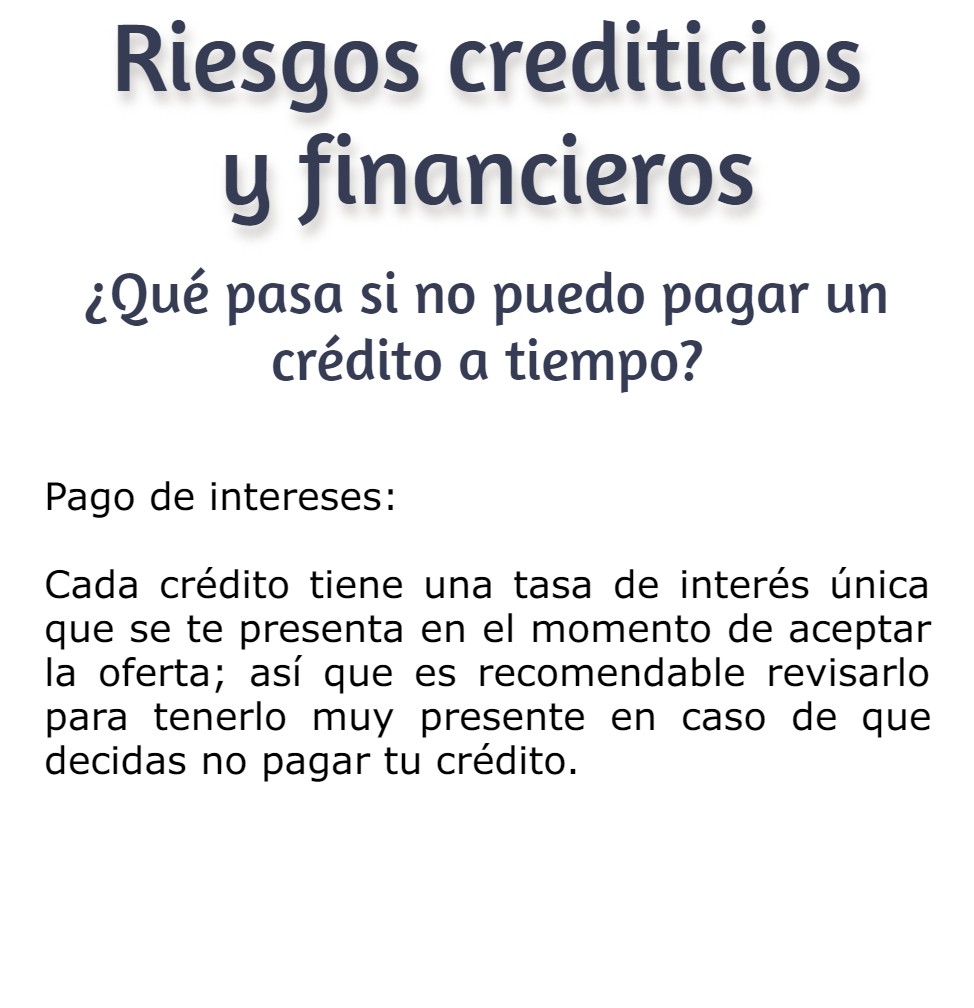 Riesgos crediticios
y financieros
¿Qué pasa si no puedo pagar un
crédito a tiempo?
Pago de intereses:
Cada crédito tiene una tasa de interés única
que se te presenta en el momento de aceptar
la oferta; así que es recomendable revisarlo
para tenerlo muy presente en caso de que
decidas no pagar tu crédito.